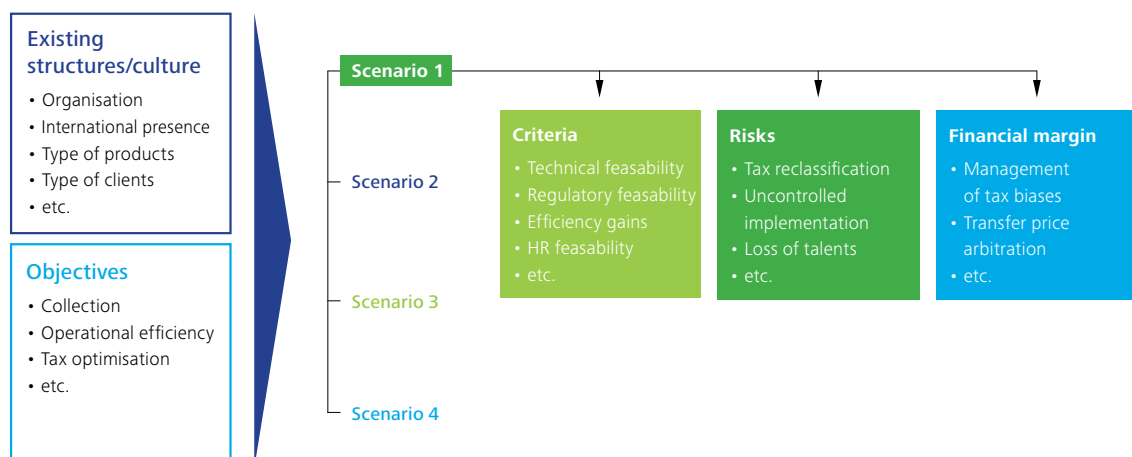 Existing
structures/culture
• Organisation
• International presence
• Type of products
• Type of clients
• etc.
Objectives
• Collection
• Operational efficiency
• Tax optimisation
• etc.
Scenario 1
Scenario 2
Scenario 3
Scenario 4
Criteria
• Technical feasability
• Regulatory feasability
• Efficiency gains
• HR feasability
• etc.
Risks
• Tax reclassification
• Uncontrolled
implementation
• Loss of talents
• etc.
Financial margin
• Management
of tax biases
• Transfer price
arbitration
• etc.